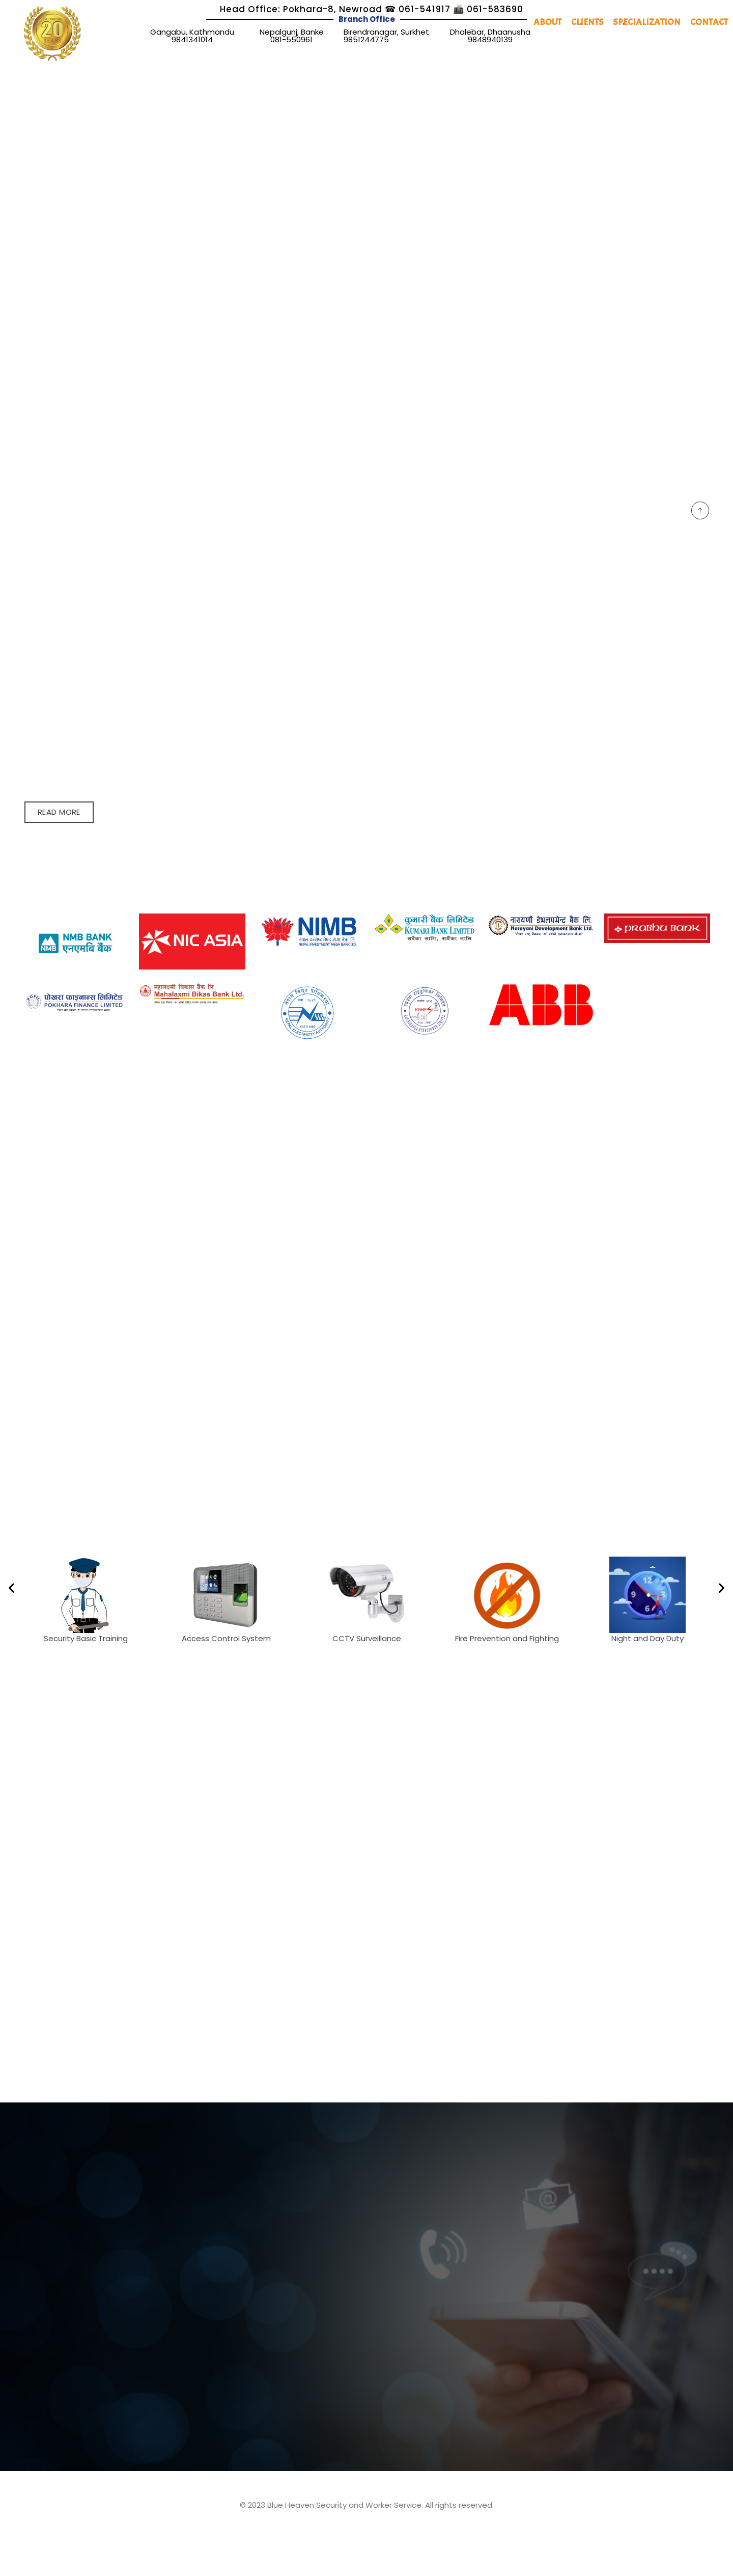 Head Office: Pokhara-8, Newroad ☎ 061-541917 📠 061-583690
Branch Office
Gangabu, Kathmandu
9841341014
Nepalgunj, Banke
081-550961
Birendranagar, Surkhet
9851244775
Dhalebar, Dhaanusha
9848940139
ABOUT CLIENTS SPECIALIZATION CONTACT
20
READ MORE
NMB BANK
एनएमबि बैंक
NMB
NIC ASIA
NIMB
कुमारी बैंक लिमिटेड
KUMARI BANK LIMITED
नारायणी डेभलपमेन्ट बैंक लि.
Narayani Development Bank Ltd.
PRABHU BANK
पोखरा फाइनान्स लिमिटेड
POKHARA FINANCE LIMITED
महालक्ष्मी विकास बैंक लि.
Mahalaxmi Bikas Bank Ltd.
ABB
Security Basic Training
Access Control System
CCTV Surveillance
Fire Prevention and Fighting
12
9
6
Night and Day Duty
© 2023 Blue Heaven Security and Worker Service. All rights reserved.